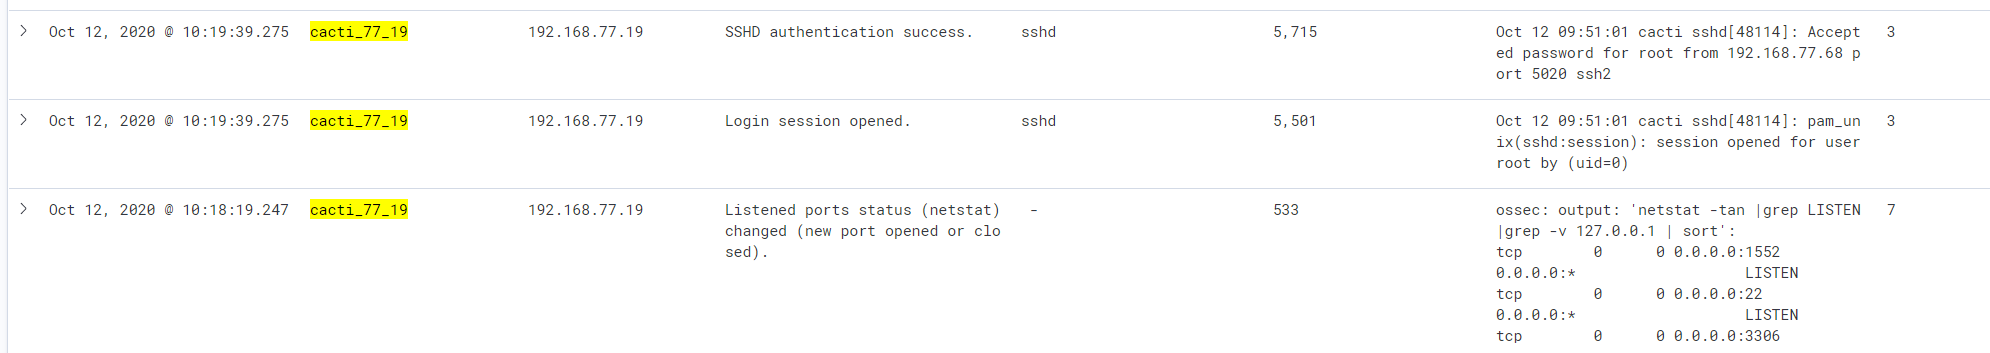 Oct 12, 2020 @ 10:19:39.275 cacti_77_19 192.168.77.19 SSHD authentication success. sshd 5,715 Oct 12 09:51:01 cacti sshd[48114]: Accept 3
ed password for root from 192.168.77.68 p
ort 5020 ssh2
Oct 12, 2020 @ 10:19:39.275 cacti_77_19 192.168.77.19 Login session opened. sshd 5,501 Oct 12 09:51:01 cacti sshd[48114]: pam_un 3
ix(sshd:session): session opened for user
root by (uid=0)
Oct 12, 2020 @ 10:18:19.247 cacti_77_19 192.168.77.19 Listened ports status (netstat) - 533 ossec: output: 'netstat -tan |grep LISTEN 7
changed (new port opened or clo |grep -v 127.0.0.1 | sort':
sed). tcp 0 0 0.0.0.0:1552
0.0.0.0:* LISTEN
tcp 0 0 0.0.0.0:22
0.0.0.0:* LISTEN
tcp 0 0 0.0.0.0:3306